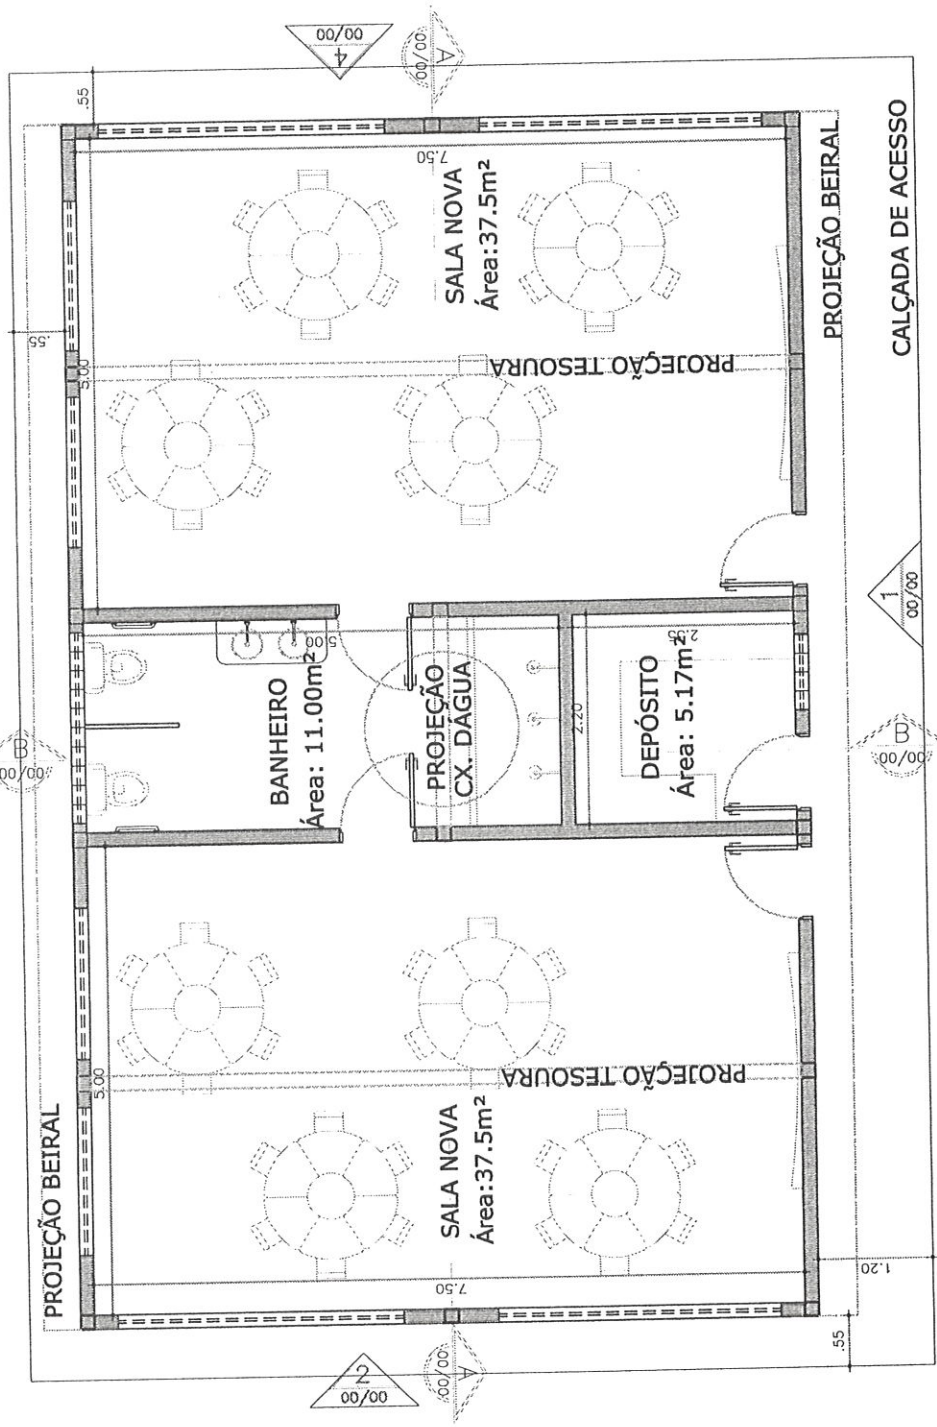 00/00
4
00/00
A
.55
7.50
SALA NOVA
Área:37.5m²
PROJEÇÃO BEIRAL
CALÇADA DE ACESSO
.55
5.00
PROJEÇÃO TESOURA
1
00/00
5.00
BANHEIRO
Área: 11.00m²
PROJEÇÃO
CX. DÁGUA
2.20
2.55
DEPÓSITO
Área: 5.17m²
B
00/00
B
00/00
5.00
PROJEÇÃO TESOURA
SALA NOVA
Área:37.5m²
PROJEÇÃO BEIRAL
7.50
1.20
.55
2
00/00
A
00/00